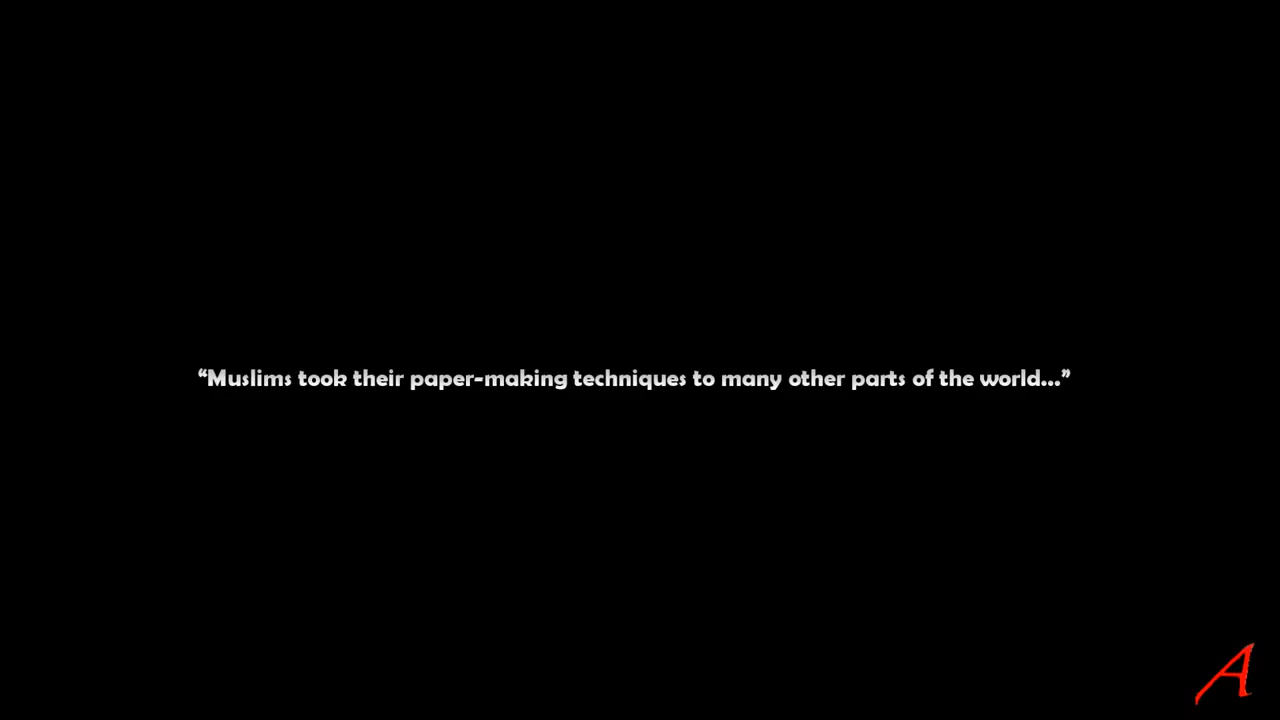 “Muslims took their paper-making techniques to many other parts of the world...”
A